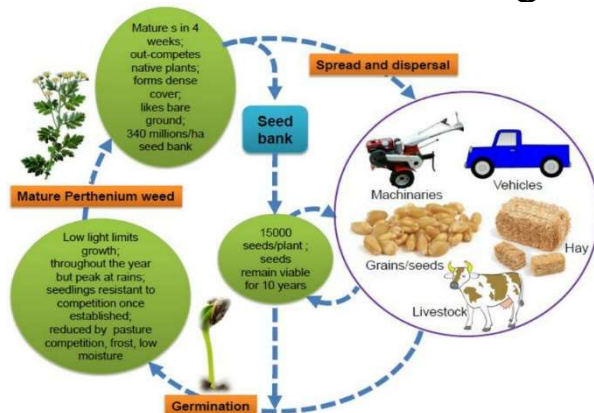 Mature s in 4
weeks;
out-competes
native plants;
forms dense
cover;
likes bare
ground;
340 millions/ha
seed bank
Spread and dispersal
Seed
bank
Machinaries
Vehicles
Mature Perthenium weed
Low light limits
growth;
throughout the year
but peak at rains;
seedlings resistant to
competition once
established;
reduced by pasture
competition, frost, low
moisture
15000
seeds/plant ;
seeds
remain viable
for 10 years
Grains/seeds
Hay
Livestock
Germination